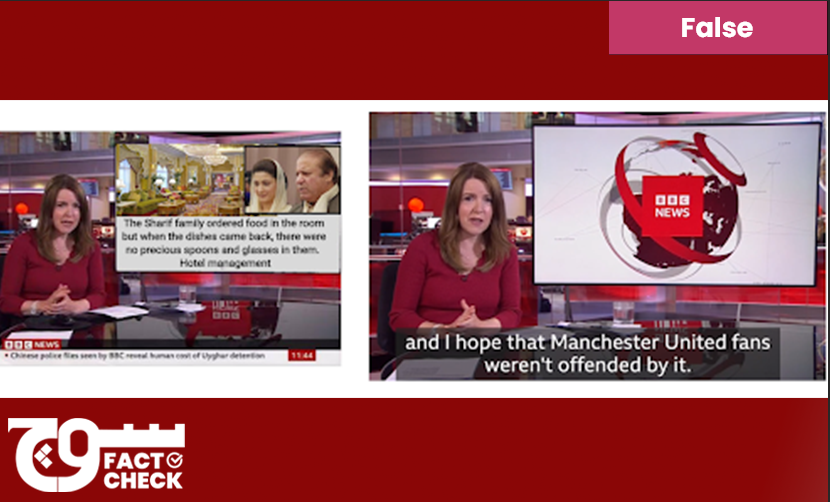 False
The Sharif family ordered food in the room
but when the dishes came back, there were
no precious spoons and glasses in them.
Hotel management
BBC
BBC NEWS
• Chinese police files seen by BBC reveal human cost of Uyghur detention 11:44
BBC
NEWS
and I hope that Manchester United fans
weren't offended by it.
FACT
CHECK